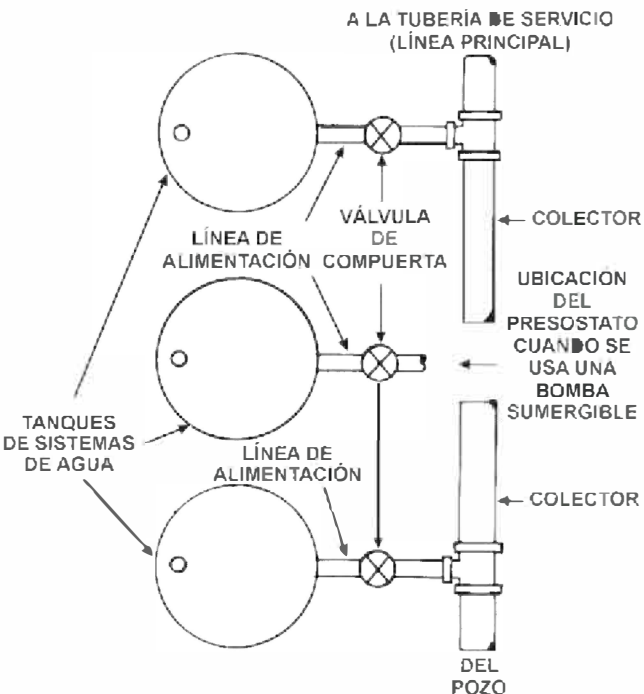 A LA TUBERÍA DE SERVICIO
(LÍNEA PRINCIPAL)
LÍNEA DE
ALIMENTACIÓN
VÁLVULA
DE
COMPUERTA
COLECTOR
UBICACIÓN
DEL
PRESOSTATO
CUANDO SE
USA UNA
BOMBA
SUMERGIBLE
TANQUES
DE SISTEMAS
DE AGUA
LÍNEA DE
ALIMENTACIÓN
COLECTOR
DEL
POZO